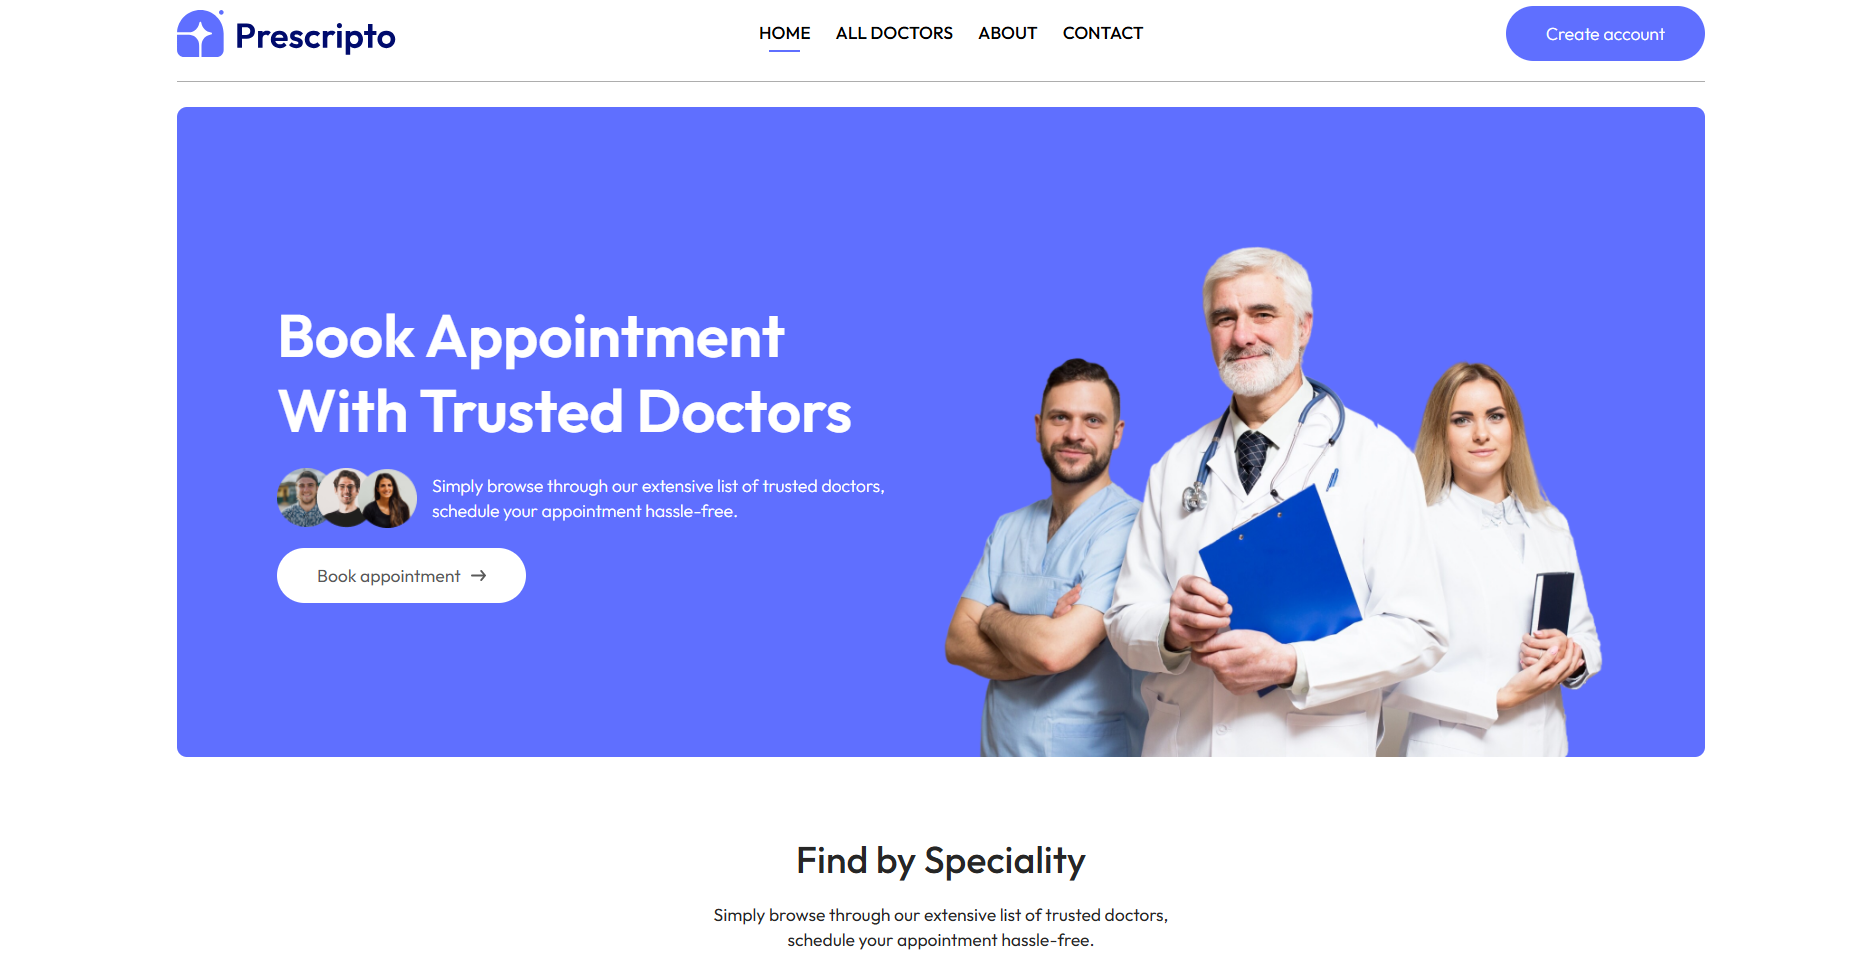 Prescripto
HOME
ALL DOCTORS
ABOUT
CONTACT
Create account
Book Appointment
With Trusted Doctors
Simply browse through our extensive list of trusted doctors,
schedule your appointment hassle-free.
Book appointment →
Find by Speciality
Simply browse through our extensive list of trusted doctors,
schedule your appointment hassle-free.